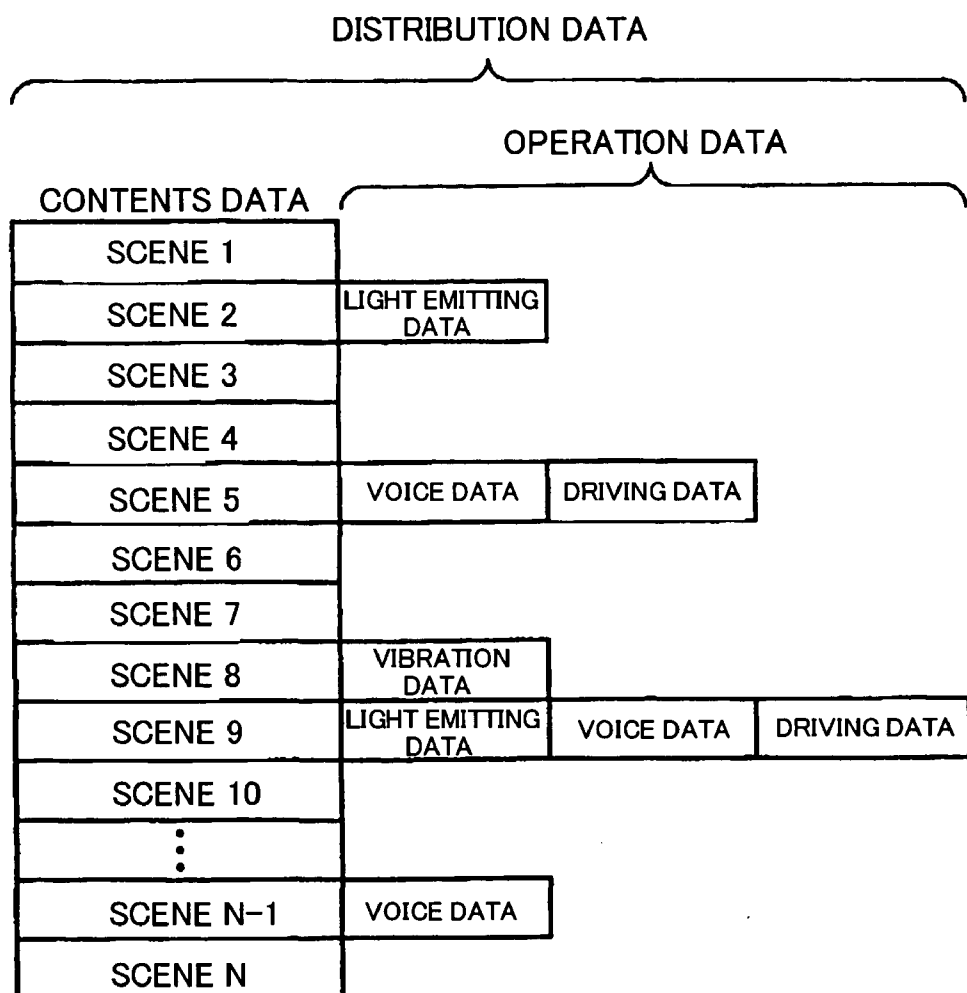 DISTRIBUTION DATA
OPERATION DATA
CONTENTS DATA
SCENE 1
SCENE 2
LIGHT EMITTING
DATA
SCENE 3
SCENE 4
SCENE 5
VOICE DATA
DRIVING DATA
SCENE 6
SCENE 7
SCENE 8
VIBRATION
DATA
SCENE 9
LIGHT EMITTING
DATA
VOICE DATA
DRIVING DATA
SCENE 10
SCENE N-1
VOICE DATA
SCENE N